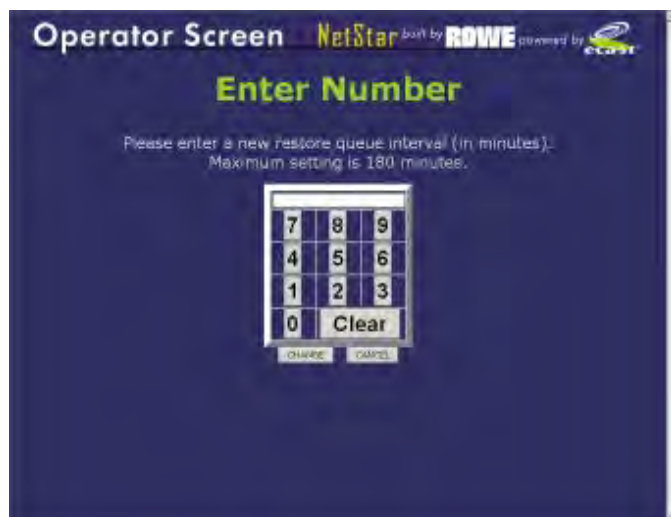 Operator Screen NetStar built by ROWE powered by ecast
Enter Number
Please enter a new restore queue interval (in minutes).
Maximum setting is 180 minutes.
7 8 9
4 5 6
1 2 3
0 Clear
CHANGE CANCEL